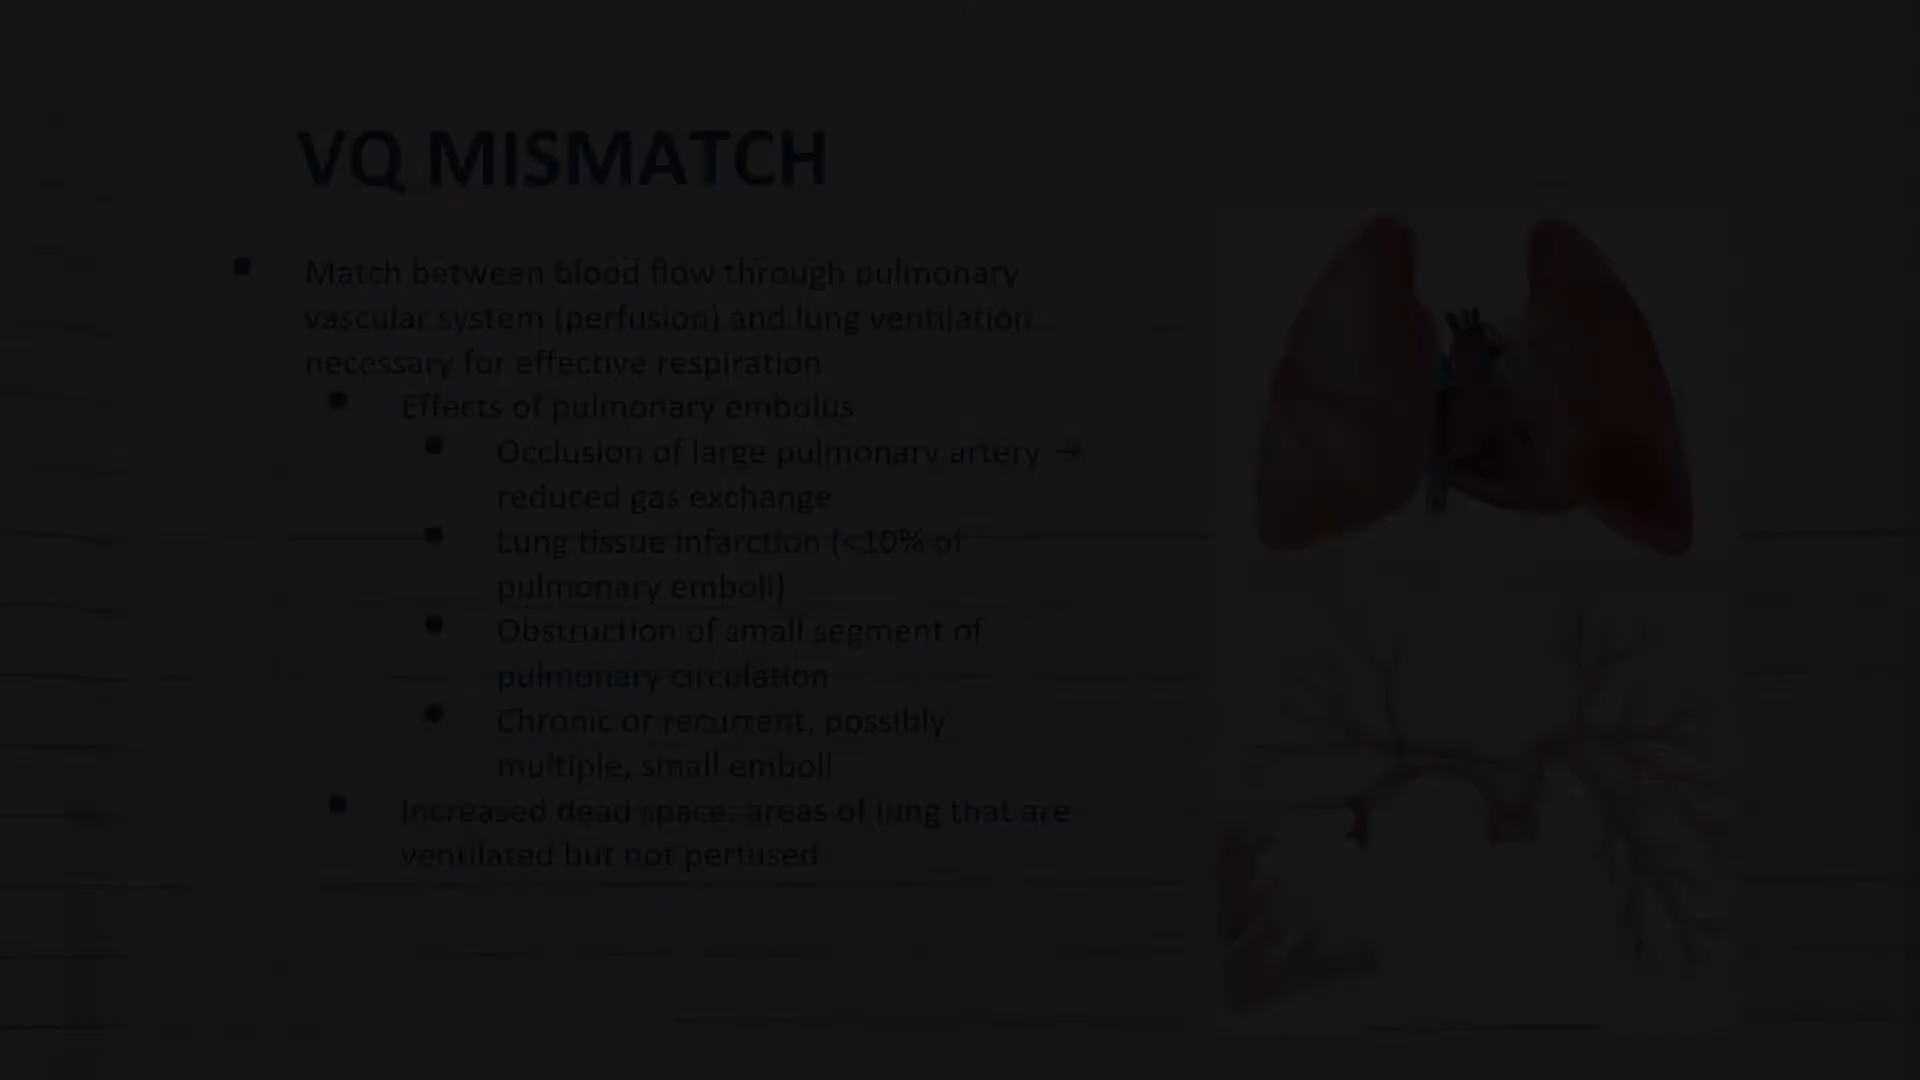 VQ MISMATCH
Match between blood flow through pulmonary
vascular system (perfusion) and lung ventilation
necessary for effective respiration
Effects of pulmonary embolus
Occlusion of large pulmonary artery →
reduced gas exchange
Lung tissue infarction (<10% of
pulmonary emboli)
Obstruction of small segment of
pulmonary circulation
Chronic or recurrent, possibly
multiple, small emboli
Increased dead space: areas of lung that are
ventilated but not perfused